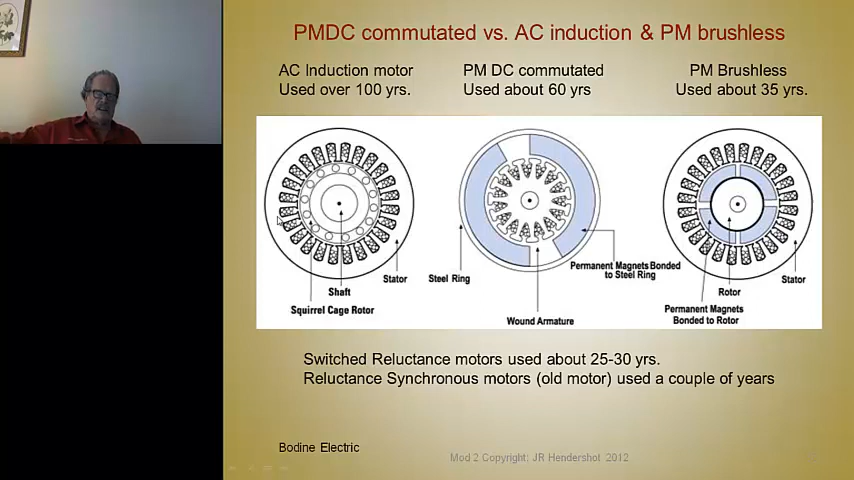 PMDC commutated vs. AC induction & PM brushless
AC Induction motor
Used over 100 yrs.
PM DC commutated
Used about 60 yrs
PM Brushless
Used about 35 yrs.
Stator
Shaft
Squirrel Cage Rotor
Steel Ring
Permanent Magnets Bonded
to Steel Ring
Wound Armature
Stator
Rotor
Permanent Magnets
Bonded to Rotor
Switched Reluctance motors used about 25-30 yrs.
Reluctance Synchronous motors (old motor) used a couple of years
Bodine Electric
Mod 2 Copyright: JR Hendershot 2012